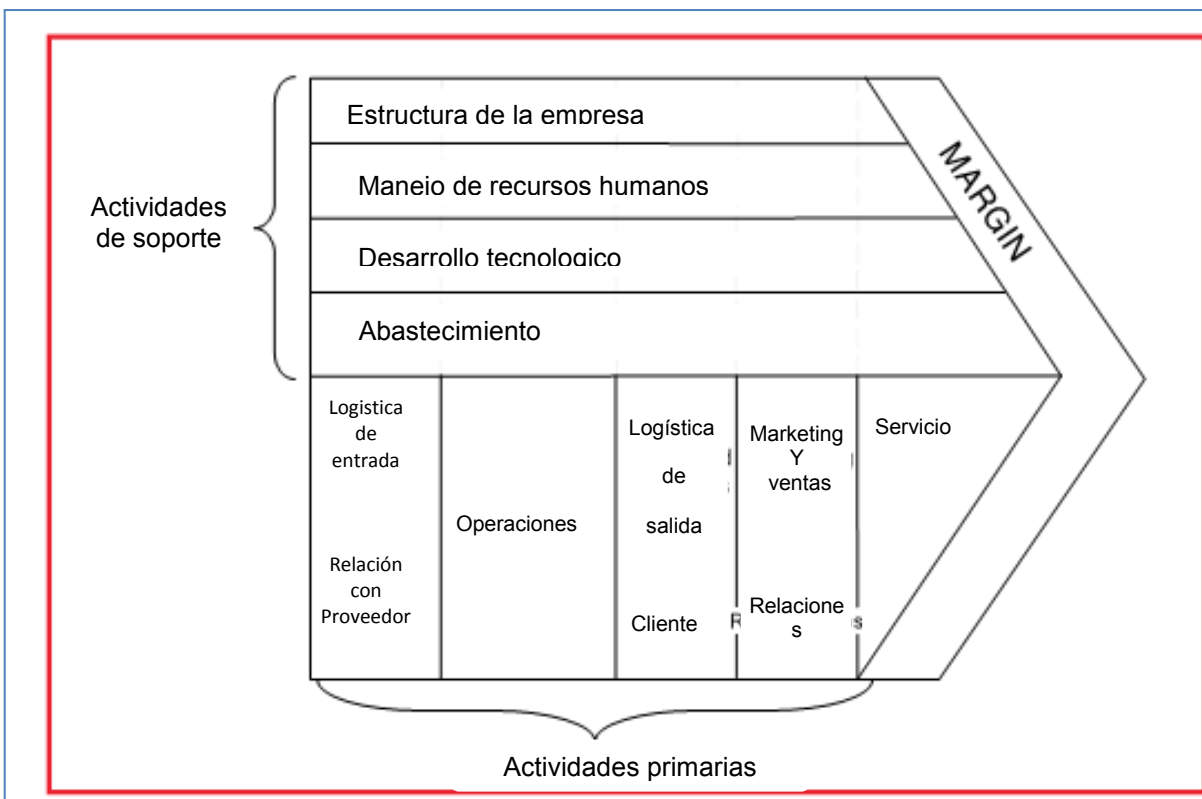 Estructura de la empresa
Manejo de recursos humanos
Desarrollo tecnologico
Abastecimiento
Actividades
de soporte
MARGIN
Logistica
de
entrada
Relación
con
Proveedor
Operaciones
Logística
de
salida
Cliente
Marketing
Y
ventas
Relacione
s
Servicio
Actividades primarias